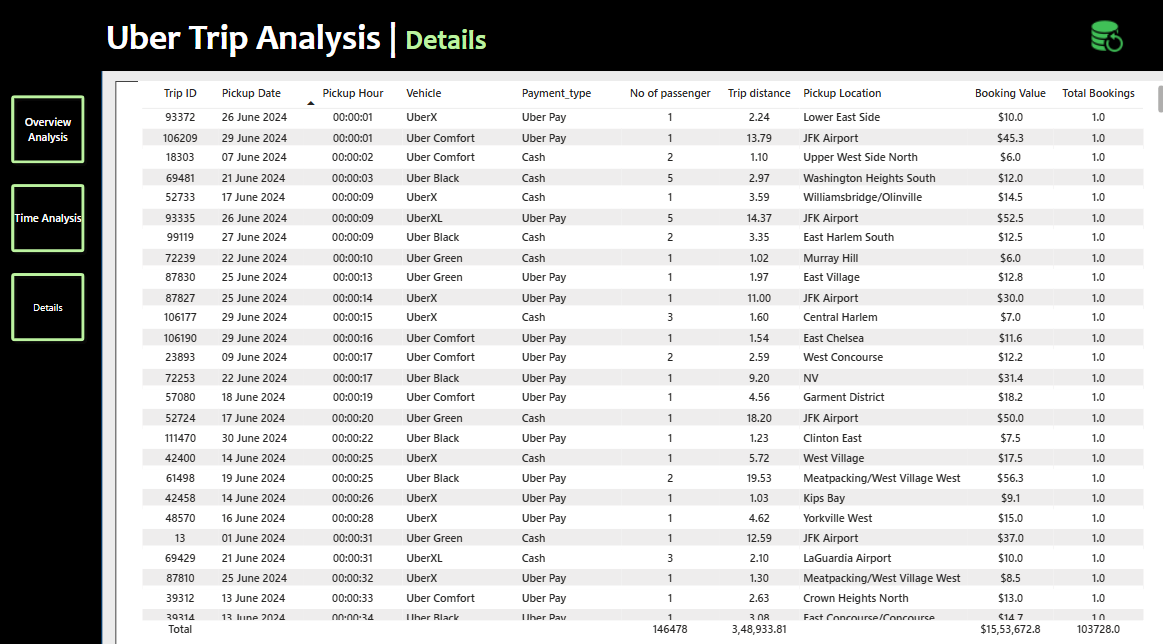 Uber Trip Analysis | Details
Overview
Analysis
Time Analysis
Details
Trip ID Pickup Date Pickup Hour Vehicle Payment_type No of passenger Trip distance Pickup Location Booking Value Total Bookings
93372 26 June 2024 00:00:01 UberX Uber Pay 1 2.24 Lower East Side $10.0 1.0
106209 29 June 2024 00:00:01 Uber Comfort Uber Pay 1 13.79 JFK Airport $45.3 1.0
18303 07 June 2024 00:00:02 Uber Comfort Cash 2 1.10 Upper West Side North $6.0 1.0
69481 21 June 2024 00:00:03 Uber Black Cash 5 2.97 Washington Heights South $12.0 1.0
52733 17 June 2024 00:00:09 UberX Cash 1 3.59 Williamsbridge/Olinville $14.5 1.0
93335 26 June 2024 00:00:09 UberXL Uber Pay 5 14.37 JFK Airport $52.5 1.0
99119 27 June 2024 00:00:09 Uber Black Cash 2 3.35 East Harlem South $12.5 1.0
72239 22 June 2024 00:00:10 Uber Green Cash 1 1.02 Murray Hill $6.0 1.0
87830 25 June 2024 00:00:13 Uber Green Uber Pay 1 1.97 East Village $12.8 1.0
87827 25 June 2024 00:00:14 UberX Uber Pay 1 11.00 JFK Airport $30.0 1.0
106177 29 June 2024 00:00:15 UberX Cash 3 1.60 Central Harlem $7.0 1.0
106190 29 June 2024 00:00:16 Uber Comfort Uber Pay 1 1.54 East Chelsea $11.6 1.0
23893 09 June 2024 00:00:17 Uber Comfort Uber Pay 2 2.59 West Concourse $12.2 1.0
72253 22 June 2024 00:00:17 Uber Black Uber Pay 1 9.20 NV $31.4 1.0
57080 18 June 2024 00:00:19 Uber Comfort Uber Pay 1 4.56 Garment District $18.2 1.0
52724 17 June 2024 00:00:20 Uber Green Cash 1 18.20 JFK Airport $50.0 1.0
111470 30 June 2024 00:00:22 Uber Black Uber Pay 1 1.23 Clinton East $7.5 1.0
42400 14 June 2024 00:00:25 UberX Cash 1 5.72 West Village $17.5 1.0
61498 19 June 2024 00:00:25 Uber Black Uber Pay 2 19.53 Meatpacking/West Village West $56.3 1.0
42458 14 June 2024 00:00:26 UberX Uber Pay 1 1.03 Kips Bay $9.1 1.0
48570 16 June 2024 00:00:28 UberX Uber Pay 1 4.62 Yorkville West $15.0 1.0
13 01 June 2024 00:00:31 Uber Green Cash 1 12.59 JFK Airport $37.0 1.0
69429 21 June 2024 00:00:31 UberXL Cash 3 2.10 LaGuardia Airport $10.0 1.0
87810 25 June 2024 00:00:32 UberX Uber Pay 1 1.30 Meatpacking/West Village West $8.5 1.0
39312 13 June 2024 00:00:33 Uber Comfort Uber Pay 1 2.63 Crown Heights North $13.0 1.0
39314 13 June 2024 00:00:34 Uber Black Uber Pay 1 3.08 East Concourse/Concourse $14.7 1.0
Total 146478 3,48,933.81 $15,53,672.8 103728.0